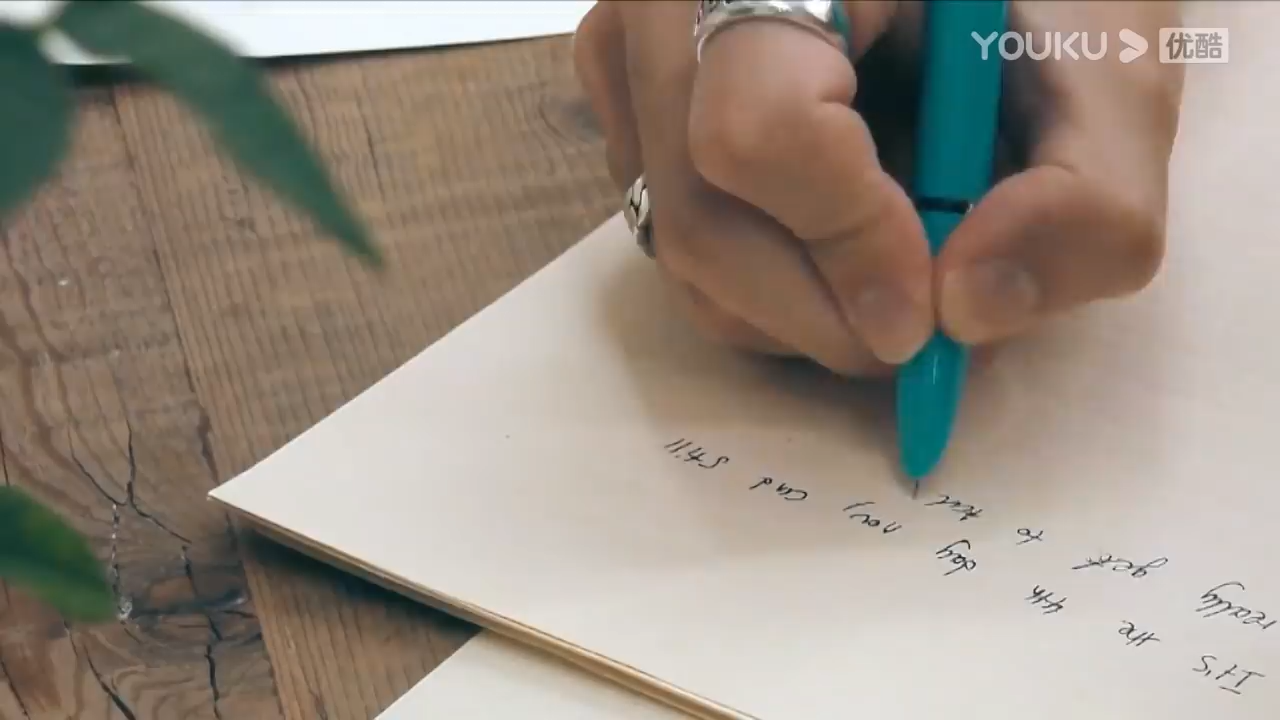 YOUKU 优酷
It's the 4th day now, and still
really get to